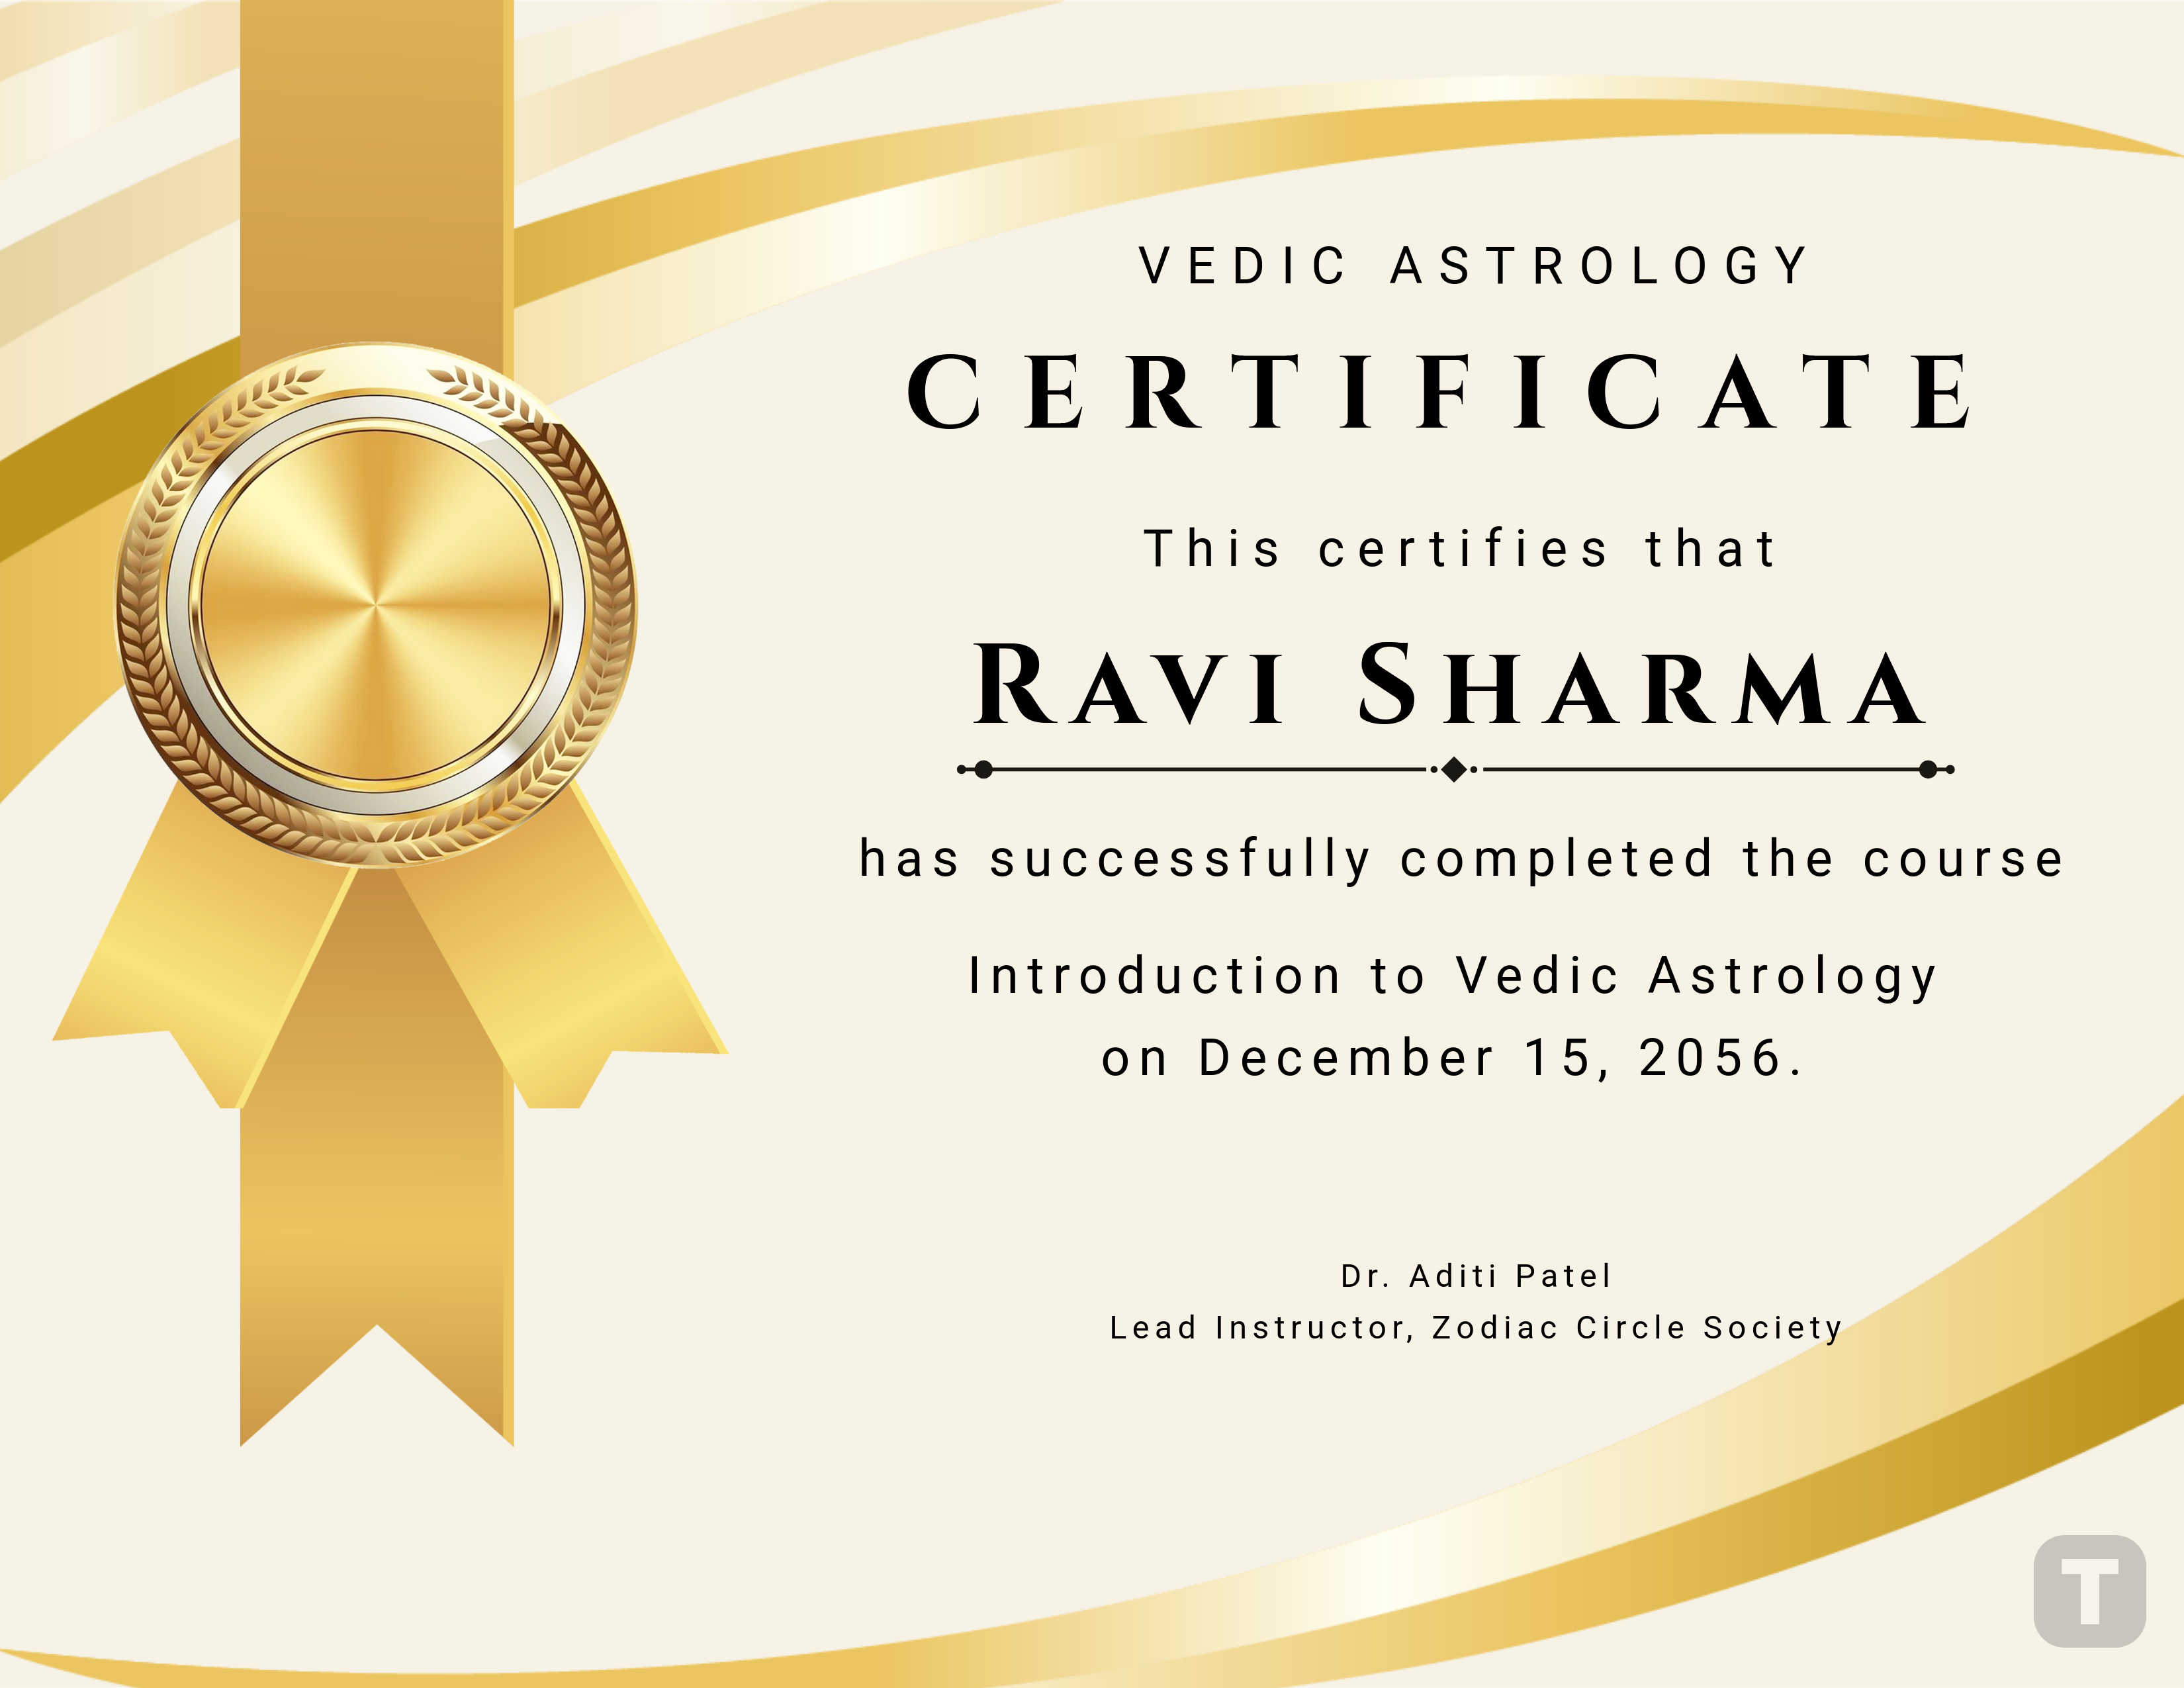 VEDIC ASTROLOGY
CERTIFICATE
This certifies that
Ravi Sharma
has successfully completed the course
Introduction to Vedic Astrology
on December 15, 2056.
Dr. Aditi Patel
Lead Instructor, Zodiac Circle Society
T